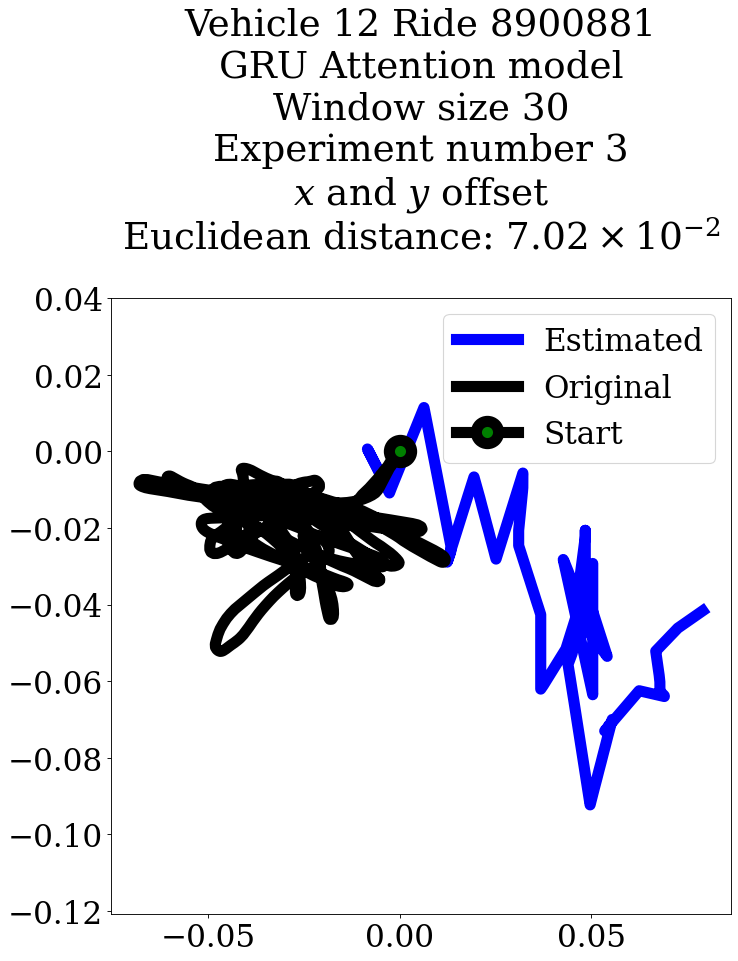 Vehicle 12 Ride 8900881
GRU Attention model
Window size 30
Experiment number 3
x and y offset
Euclidean distance: 7.02 × 10⁻²
0.04
0.02
0.00
−0.02
−0.04
−0.06
−0.08
−0.10
−0.12
Estimated
Original
Start
−0.05
0.00
0.05